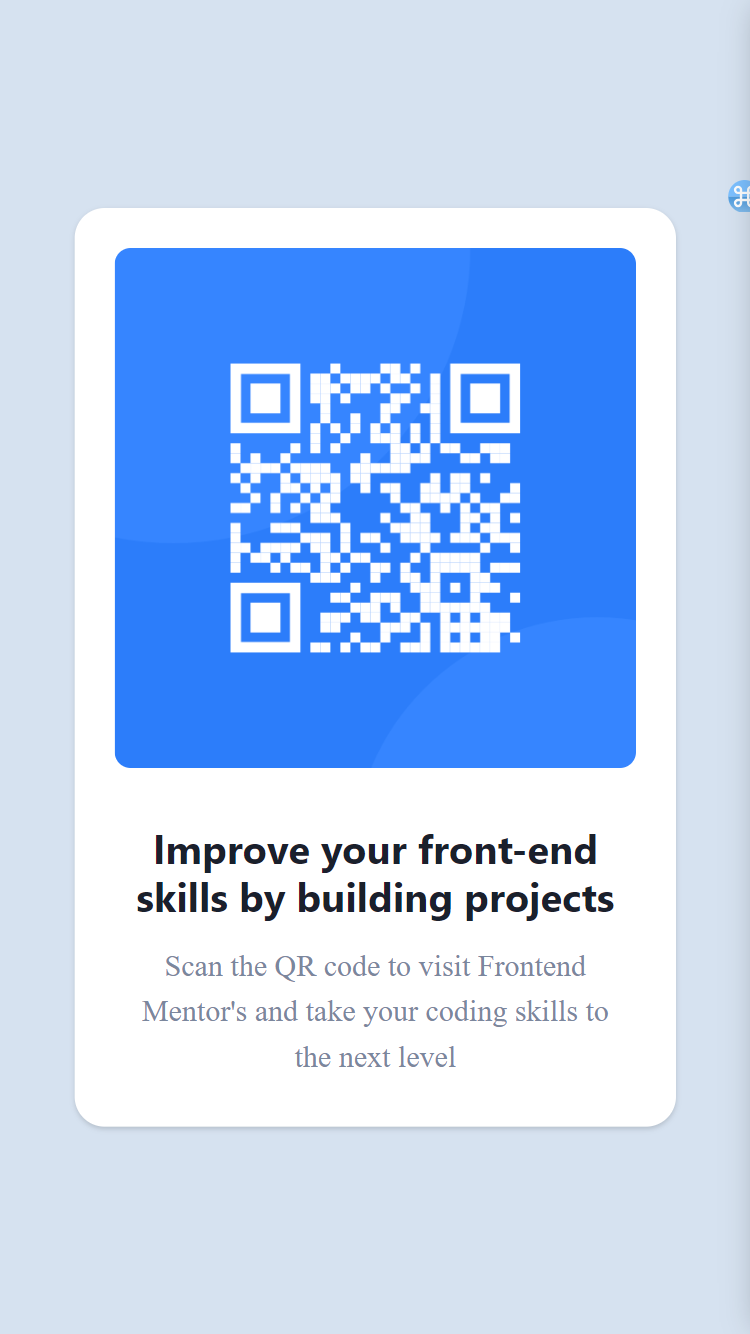 Improve your front-end
skills by building projects
Scan the QR code to visit Frontend
Mentor's and take your coding skills to
the next level